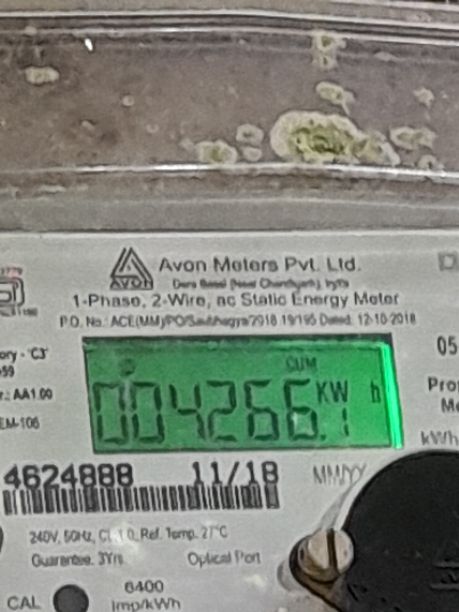 AVON
Avon Meters Pvt. Ltd.
1-Phase, 2-Wire, ac Static Energy Meter
P.O. No.: ACE(MM)/PO/Saubhagya/2918 19/195 Dated: 12-10-2018
ory - 'C3'
59
r.: AA1.00
EM-106
CUM
004266.1 KW h
05
Pro
Me
kWh
4624888 11/18 MM/YY
240V, 50Hz, Cl. 1.0, Ref. Temp. 27°C
Guarantee. 3Yrs Optical Port
CAL 6400
Imp/kWh